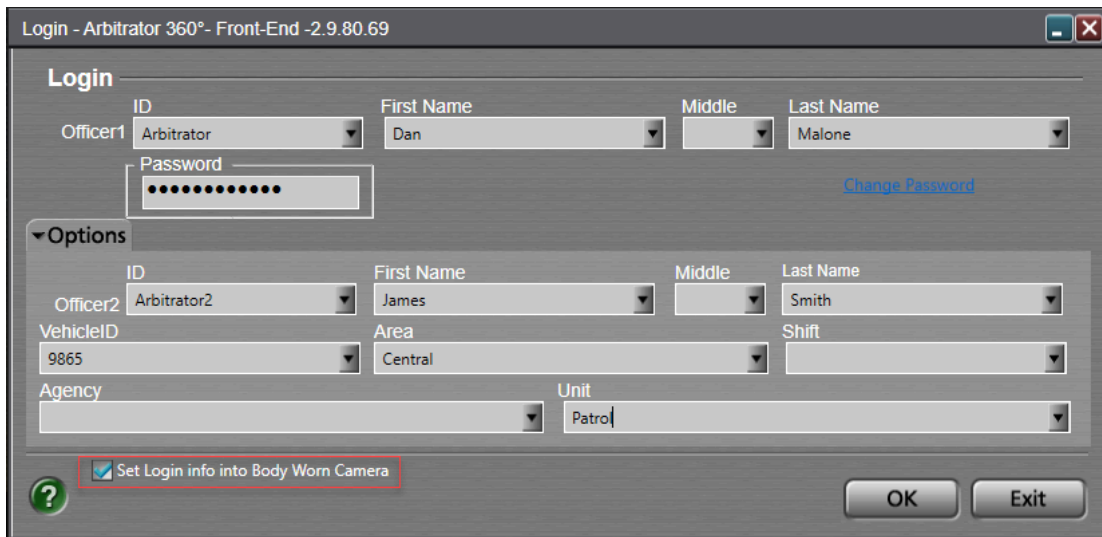 Login - Arbitrator 360°- Front-End -2.9.80.69
Login
ID First Name Middle Last Name
Officer1 Arbitrator Dan Malone
Password
●●●●●●●●●●●●
Change Password
Options
ID First Name Middle Last Name
Officer2 Arbitrator2 James Smith
VehicleID Area Shift
9865 Central
Agency Unit
Patrol
Set Login info into Body Worn Camera
? OK Exit